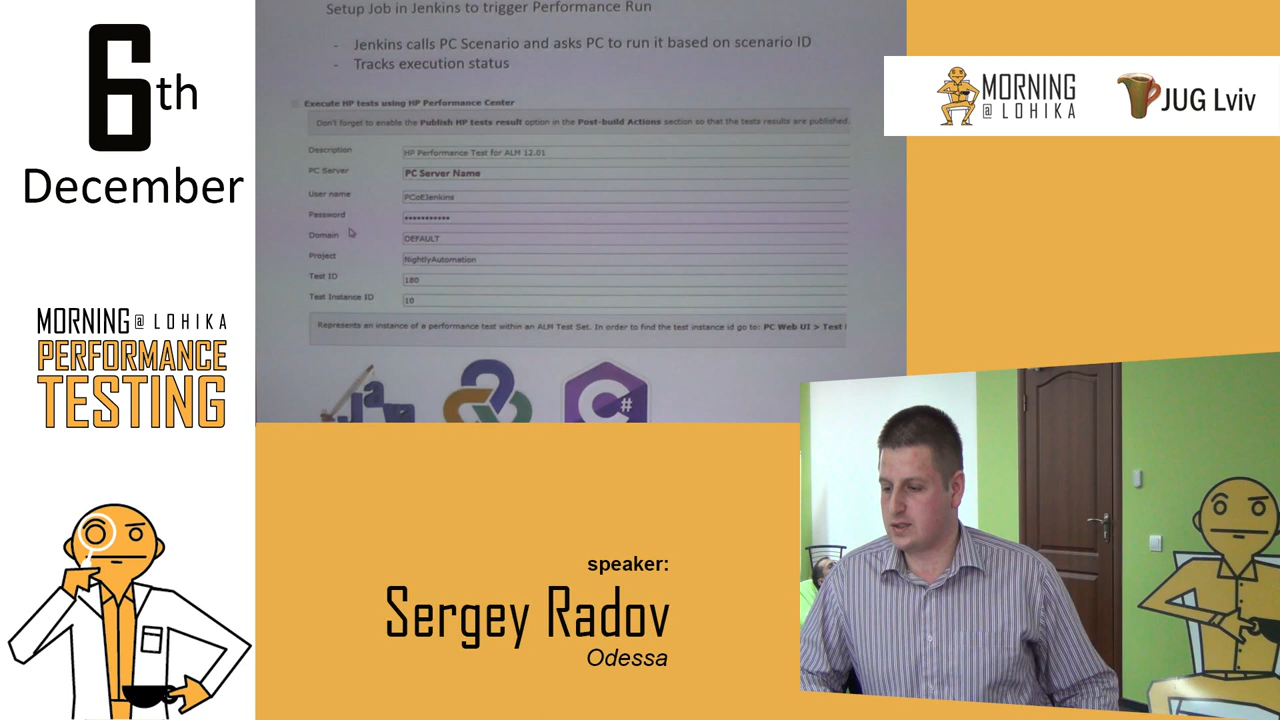 6th
December
MORNING @ LOHIKA
PERFORMANCE
TESTING
Setup Job in Jenkins to trigger Performance Run
- Jenkins calls PC Scenario and asks PC to run it based on scenario ID
- Tracks execution status
Execute HP tests using HP Performance Center
Don't forget to enable the Publish HP tests result option in the Post-build Actions section so that the tests results are published.
Description HP Performance Test for ALM 12.01
PC Server PC Server Name
User name PCoEJenkins
Password ***********
Domain DEFAULT
Project NightlyAutomation
Test ID 180
Test Instance ID 10
Represents an instance of a performance test within an ALM Test Set. In order to find the test instance id go to: PC Web UI > Test
Java
C#
MORNING
@ LOHIKA
JUG Lviv
speaker:
Sergey Radov
Odessa